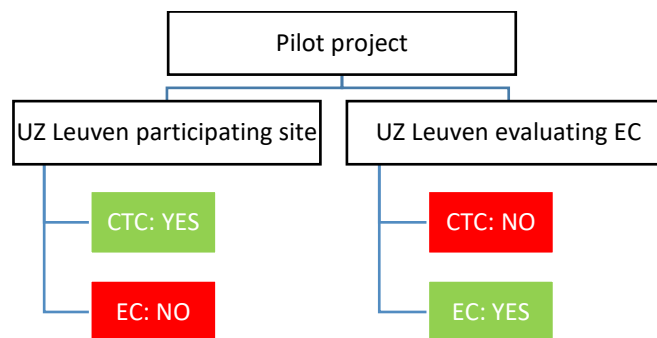 Pilot project
UZ Leuven participating site
UZ Leuven evaluating EC
CTC: YES
CTC: NO
EC: NO
EC: YES